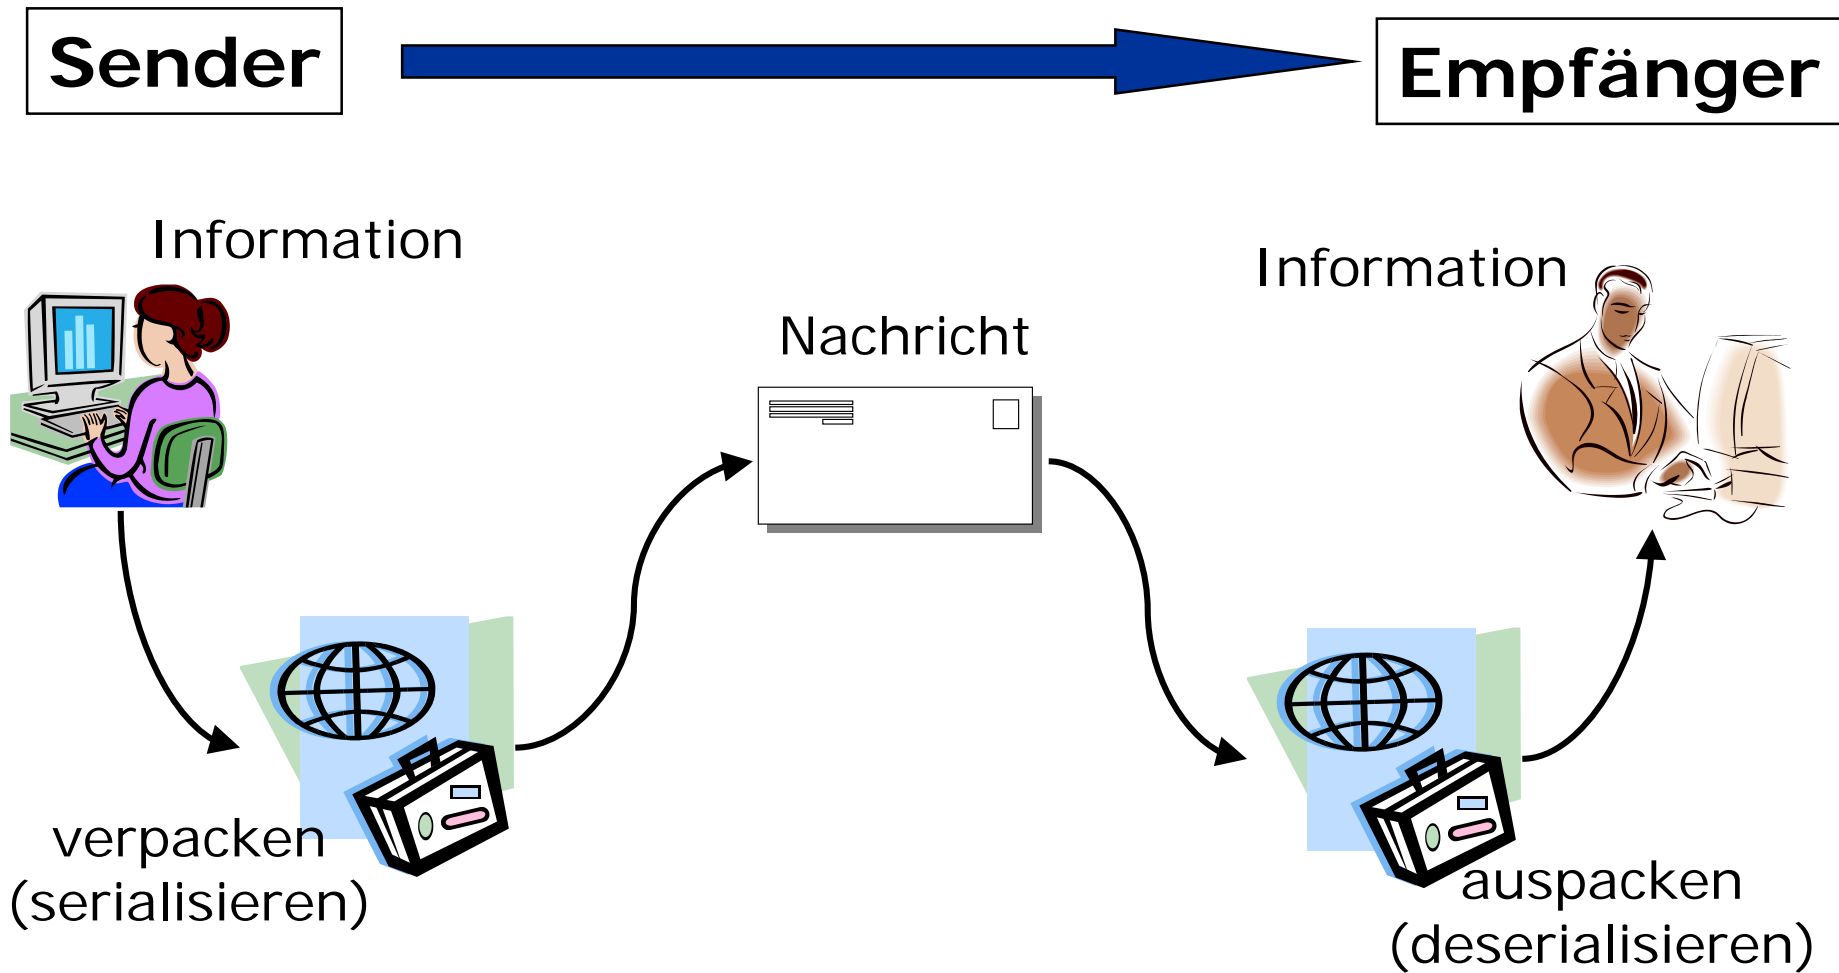 Sender
Empfänger
Information
Information
Nachricht
verpacken
(serialisieren)
auspacken
(deserialisieren)